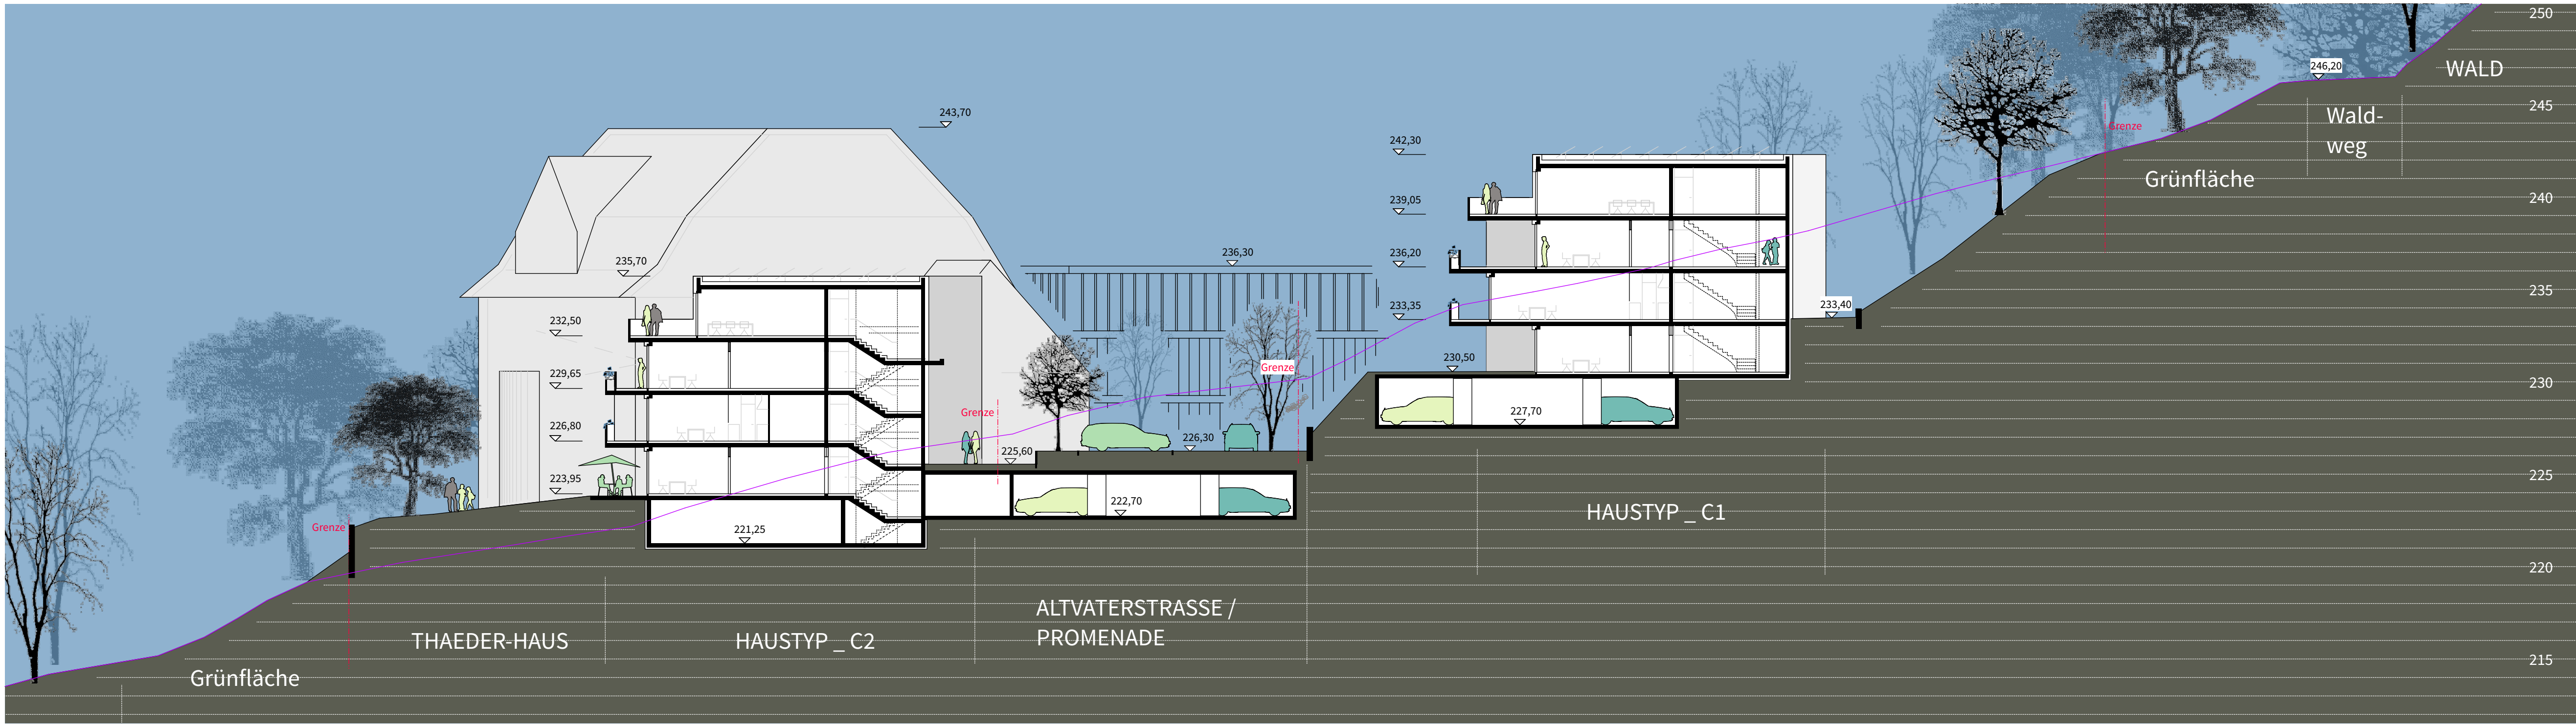 250
WALD
246,20
245
Wald-
weg
243,70
Grenze
242,30
Grünfläche
240
239,05
236,20
236,30
235,70
235
233,40
233,35
232,50
230,50
230
229,65
Grenze
227,70
226,80
Grenze
226,30
225,60
225
223,95
222,70
HAUSTYP _ C1
Grenze
221,25
220
ALTVATERSTRASSE /
PROMENADE
THAEDER-HAUS
HAUSTYP _ C2
215
Grünfläche